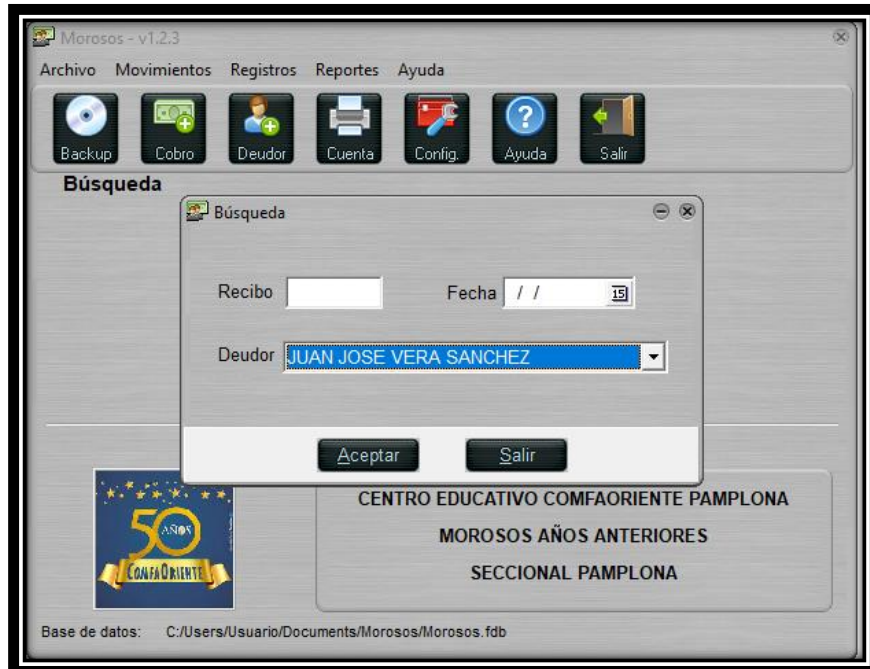 Morosos - v1.2.3
Archivo Movimientos Registros Reportes Ayuda
Backup Cobro Deudor Cuenta Config. Ayuda Salir
Búsqueda
Búsqueda
Recibo Fecha / / 15
Deudor JUAN JOSE VERA SANCHEZ
Aceptar Salir
50
AÑOS
COMFAORIENTE
CENTRO EDUCATIVO COMFAORIENTE PAMPLONA
MOROSOS AÑOS ANTERIORES
SECCIONAL PAMPLONA
Base de datos: C:/Users/Usuario/Documents/Morosos/Morosos.fdb